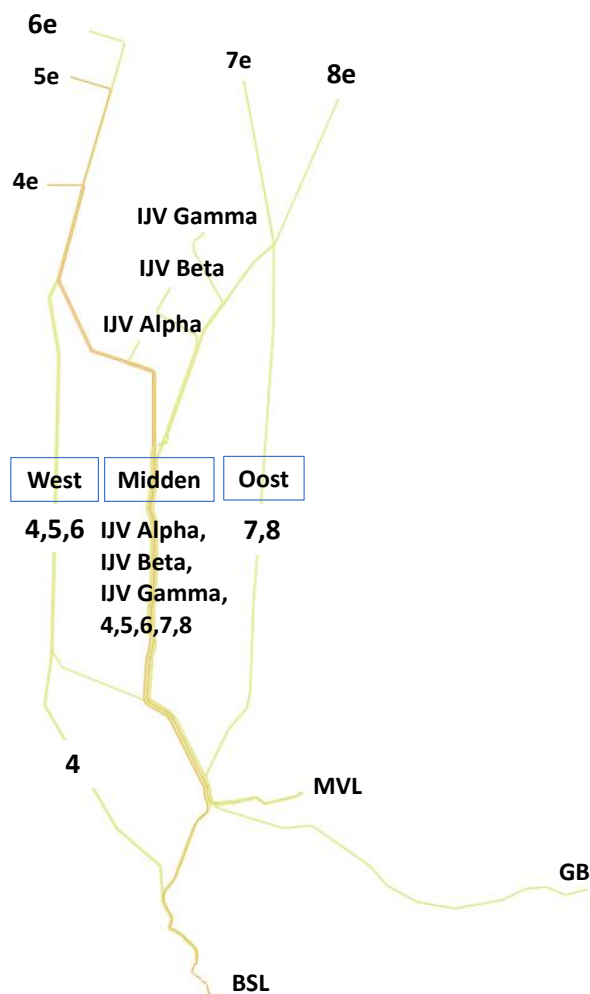 6e
5e
7e
8e
4e
IJV Gamma
IJV Beta
IJV Alpha
West
Midden
Oost
4,5,6
IJV Alpha,
IJV Beta,
IJV Gamma,
4,5,6,7,8
7,8
4
MVL
GB
BSL